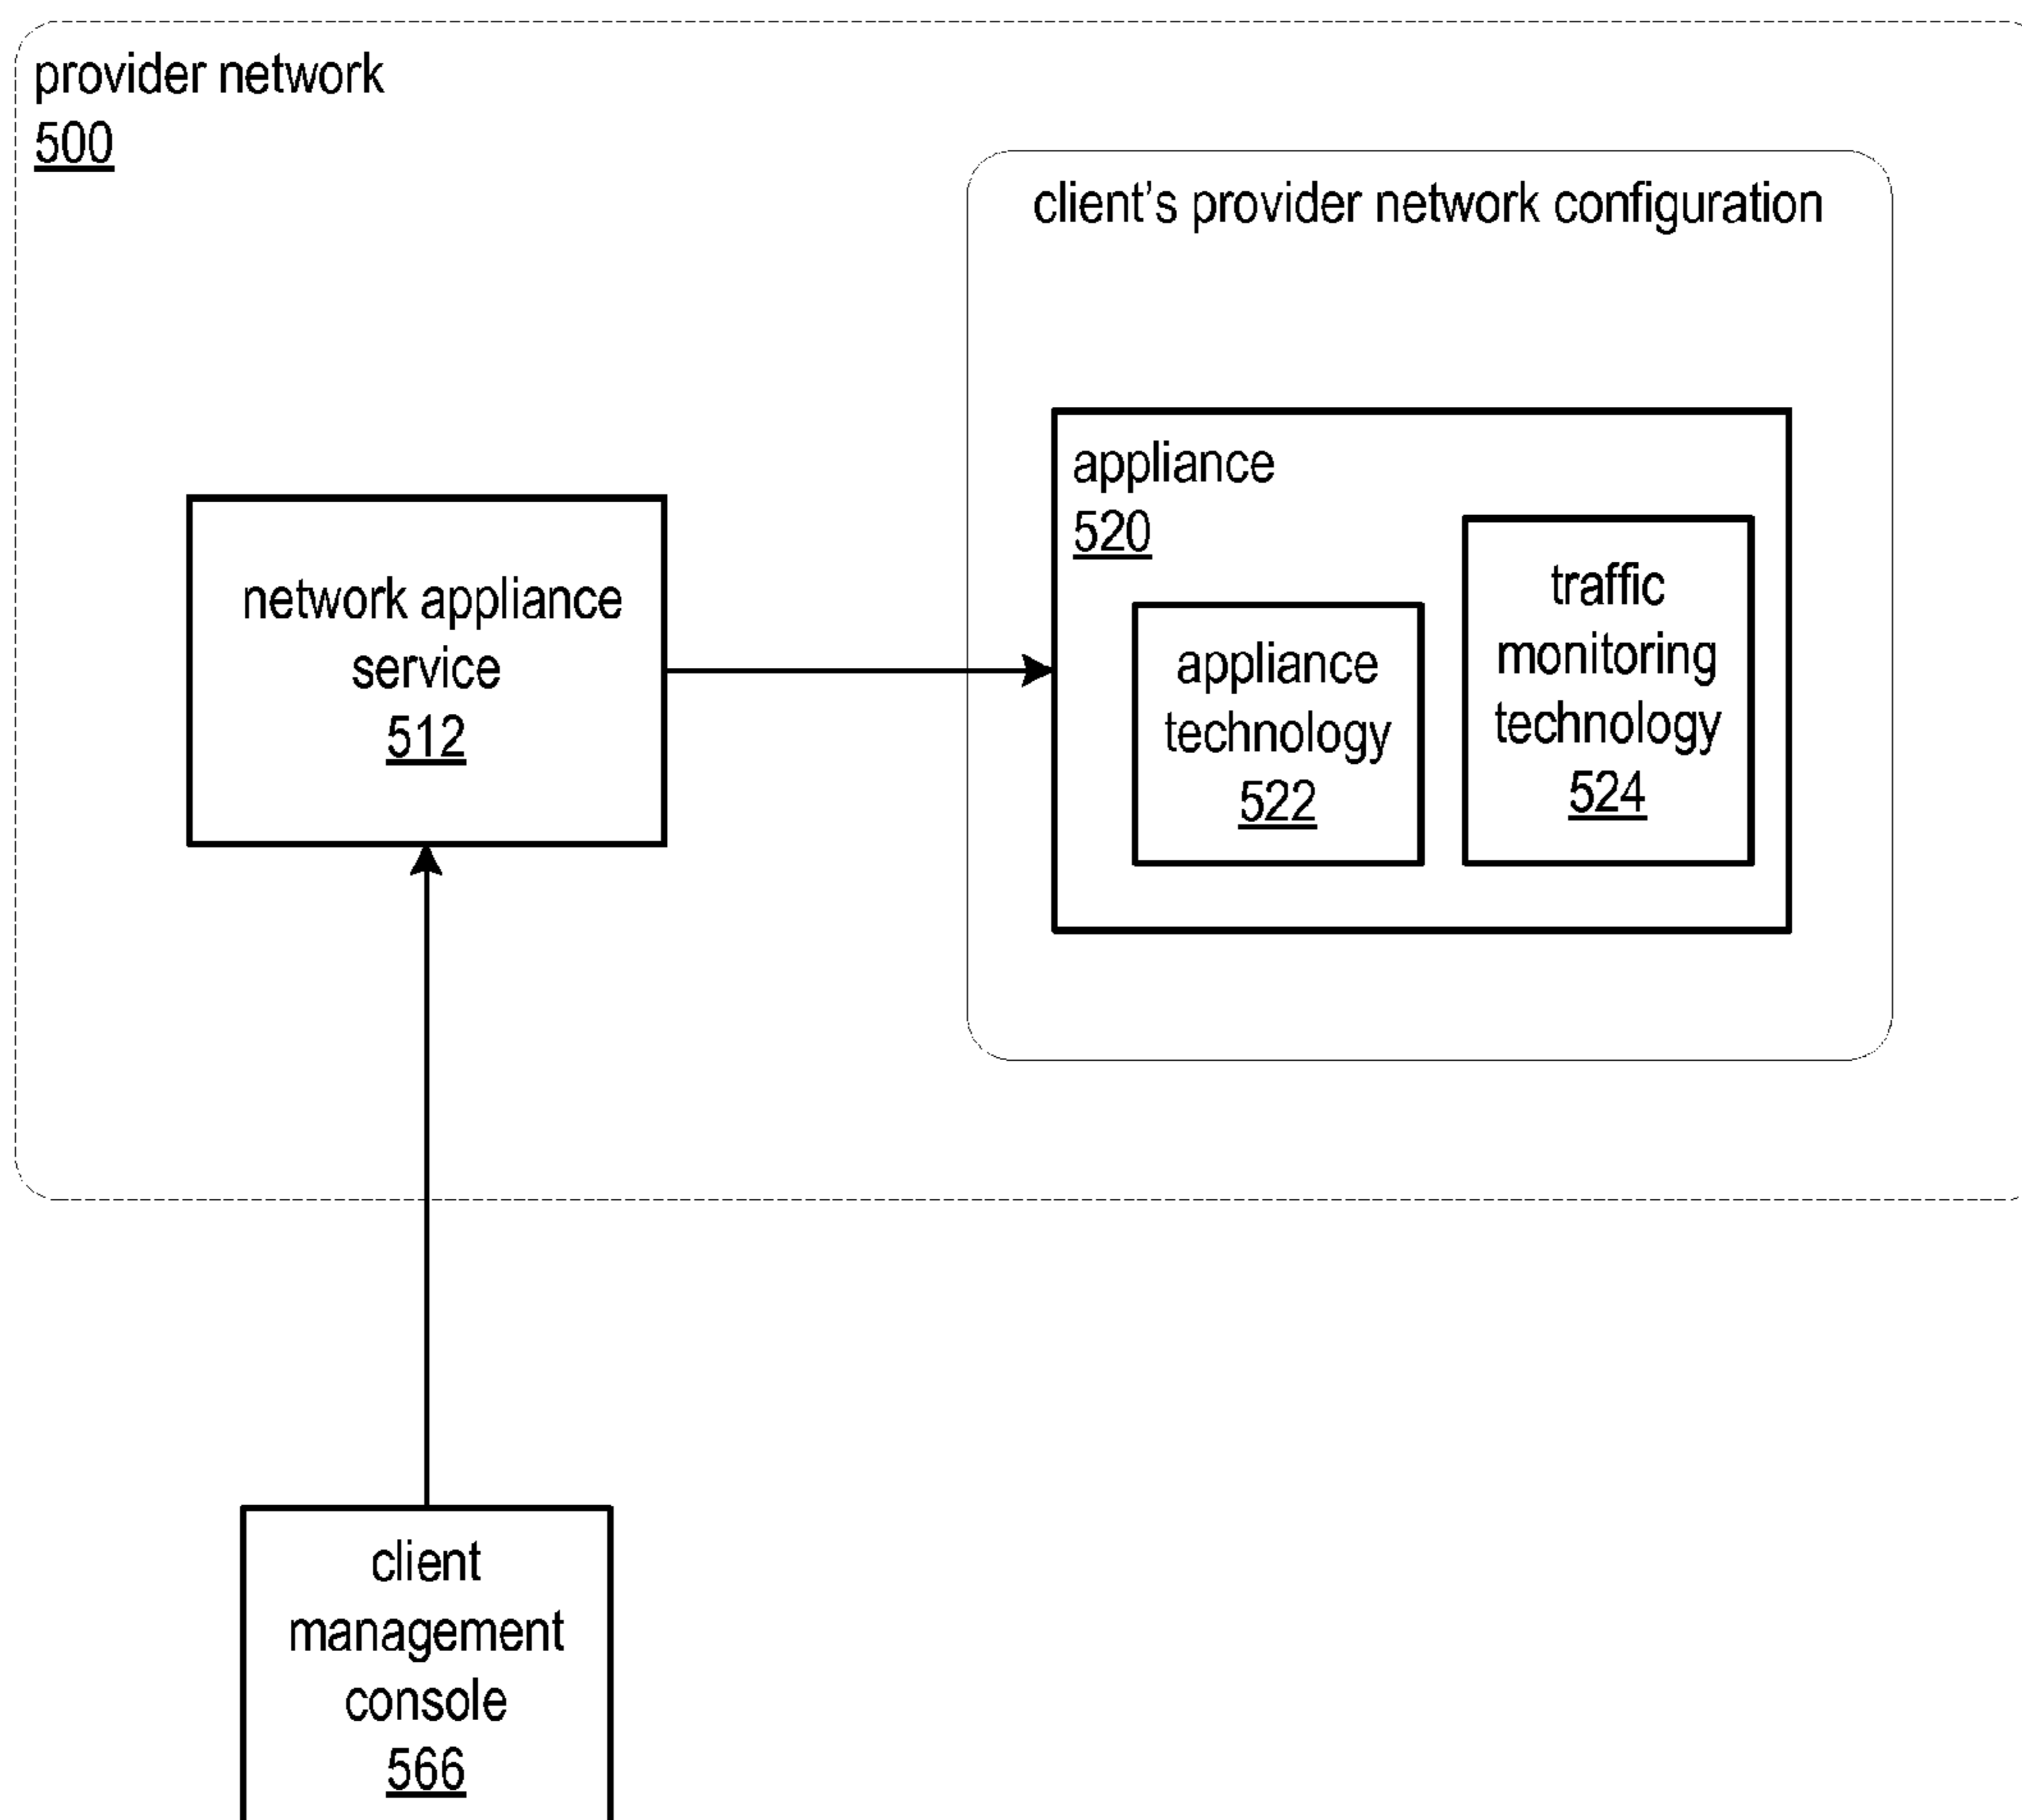 provider network
500
client's provider network configuration
appliance
520
traffic
monitoring
technology
524
appliance
technology
522
network appliance
service
512
client
management
console
566